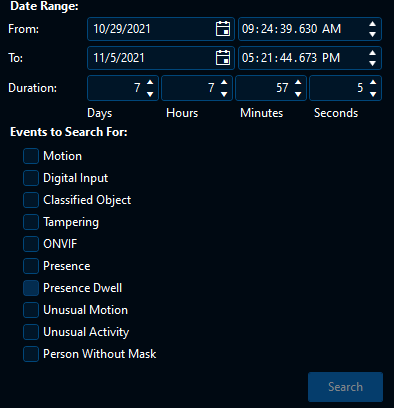 Date Range:
From: 10/29/2021 09:24:39.630 AM
To: 11/5/2021 05:21:44.673 PM
Duration: 7 7 57 5
Days Hours Minutes Seconds
Events to Search For:
Motion
Digital Input
Classified Object
Tampering
ONVIF
Presence
Presence Dwell
Unusual Motion
Unusual Activity
Person Without Mask
Search